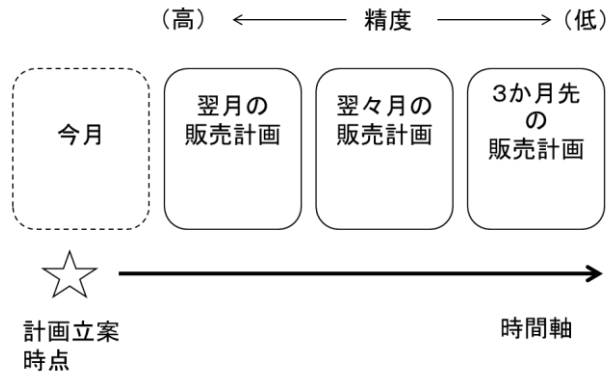 (高) ← 精度 → (低)
今月
翌月の
販売計画
翌々月の
販売計画
3か月先
の
販売計画
計画立案
時点
時間軸